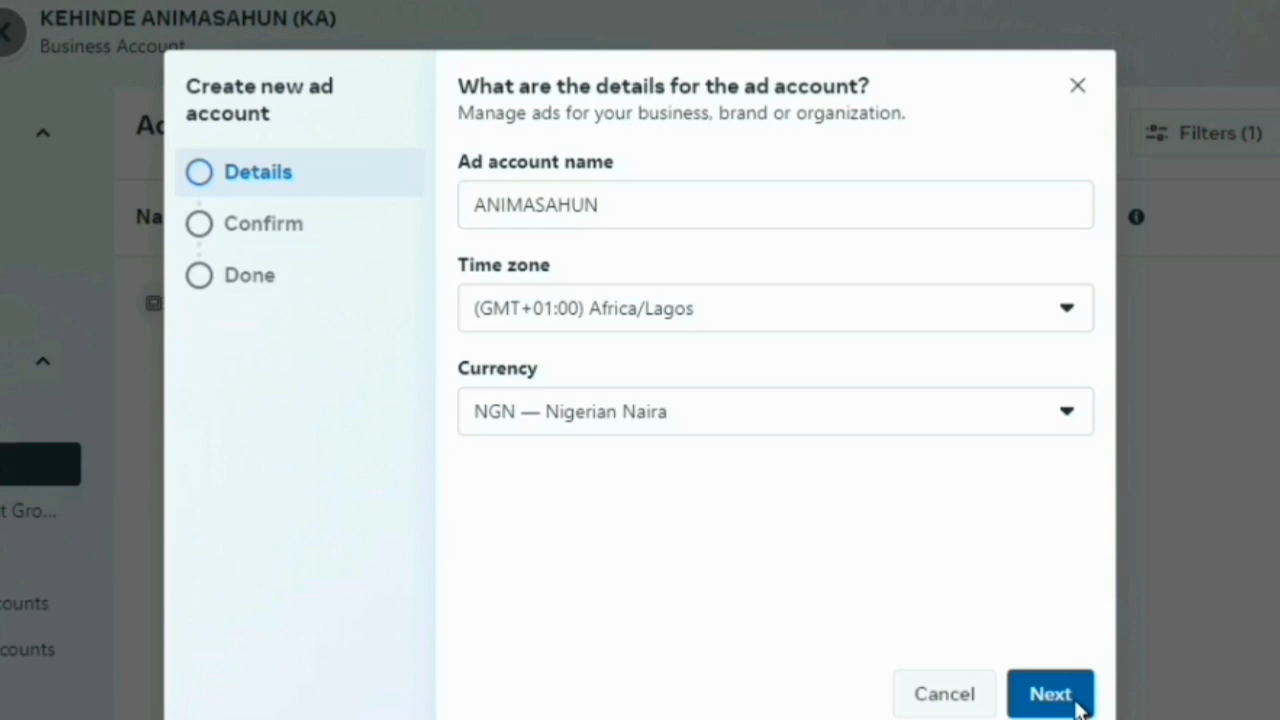 KEHINDE ANIMASAHUN (KA)
Business Account
Create new ad
account
Details
Confirm
Done
What are the details for the ad account?
Manage ads for your business, brand or organization.
Ad account name
ANIMASAHUN
Time zone
(GMT+01:00) Africa/Lagos
Currency
NGN — Nigerian Naira
Cancel
Next
Filters (1)
t Gro...
counts
counts